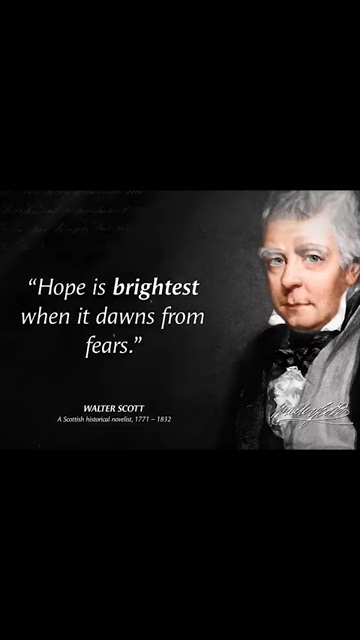 “Hope is brightest
when it dawns from
fears.”
WALTER SCOTT
A Scottish historical novelist, 1771 – 1832